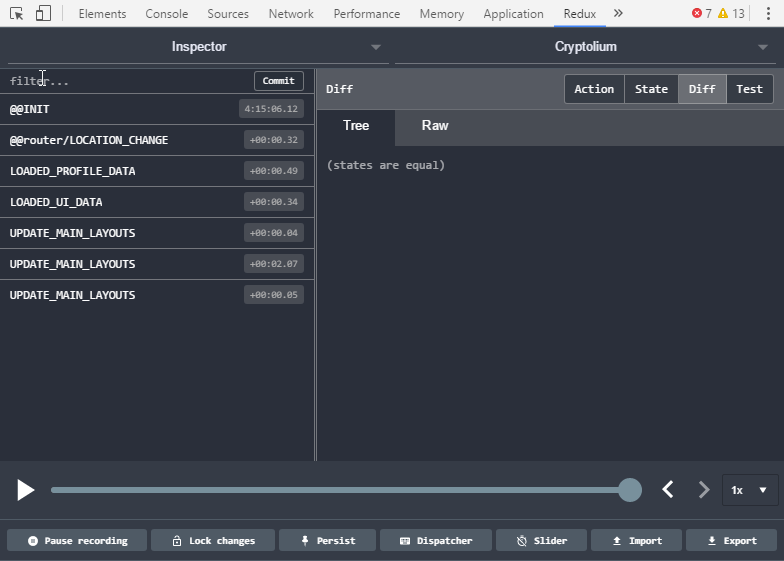 Elements Console Sources Network Performance Memory Application Redux » 7 13
Inspector Cryptolium
filter... Commit
Diff Action State Diff Test
@@INIT 4:15:06.12
Tree Raw
@@router/LOCATION_CHANGE +00:00.32
(states are equal)
LOADED_PROFILE_DATA +00:00.49
LOADED_UI_DATA +00:00.34
UPDATE_MAIN_LAYOUTS +00:00.04
UPDATE_MAIN_LAYOUTS +00:02.07
UPDATE_MAIN_LAYOUTS +00:00.05
1x
Pause recording Lock changes Persist Dispatcher Slider Import Export